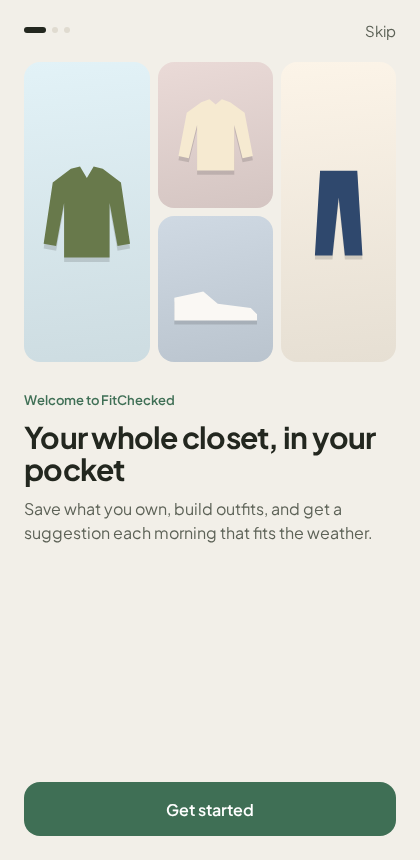 Skip
Welcome to FitChecked
Your whole closet, in your
pocket
Save what you own, build outfits, and get a
suggestion each morning that fits the weather.
Get started